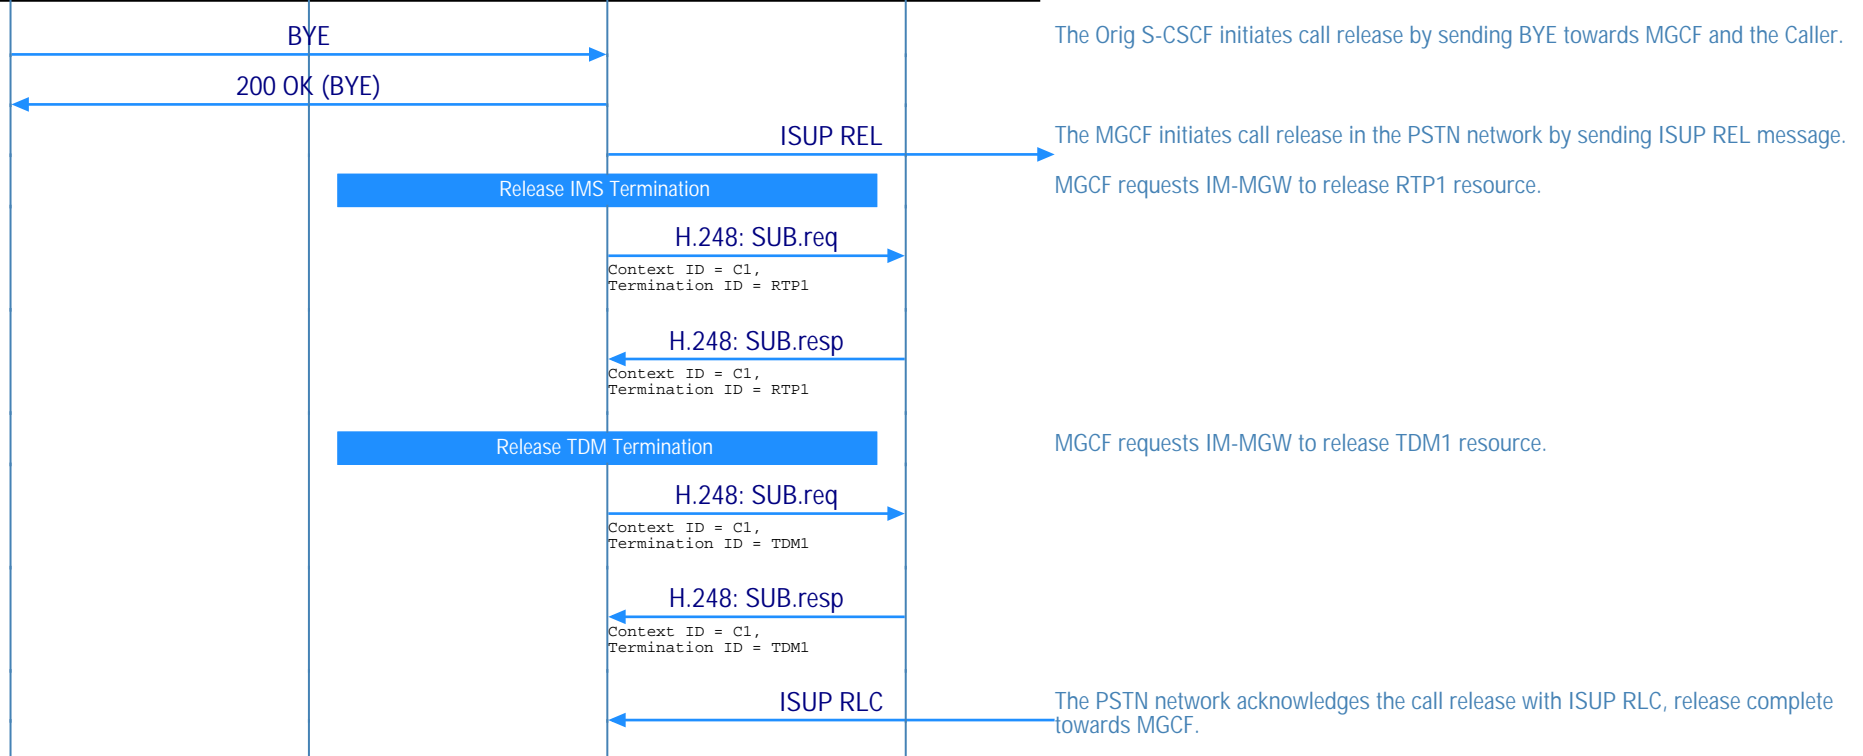 BYE
The Orig S-CSCF initiates call release by sending BYE towards MGCF and the Caller.
200 OK (BYE)
ISUP REL
The MGCF initiates call release in the PSTN network by sending ISUP REL message.
Release IMS Termination
MGCF requests IM-MGW to release RTP1 resource.
H.248: SUB.req
Context ID = C1,
Termination ID = RTP1
H.248: SUB.resp
Context ID = C1,
Termination ID = RTP1
Release TDM Termination
MGCF requests IM-MGW to release TDM1 resource.
H.248: SUB.req
Context ID = C1,
Termination ID = TDM1
H.248: SUB.resp
Context ID = C1,
Termination ID = TDM1
ISUP RLC
The PSTN network acknowledges the call release with ISUP RLC, release complete
towards MGCF.